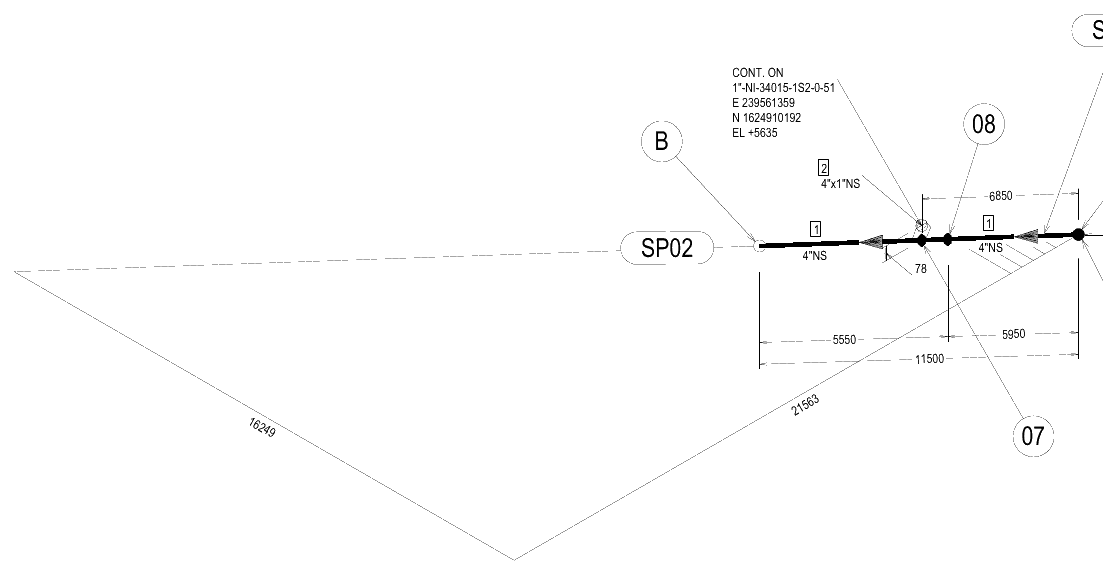 S
CONT. ON
1"-NI-34015-1S2-0-51
E 239561359
N 1624910192
EL +5635
08
B
2
4"x1"NS
6850
1
1
SP02
4"NS
4"NS
78
5550
5950
11500
21563
16249
07